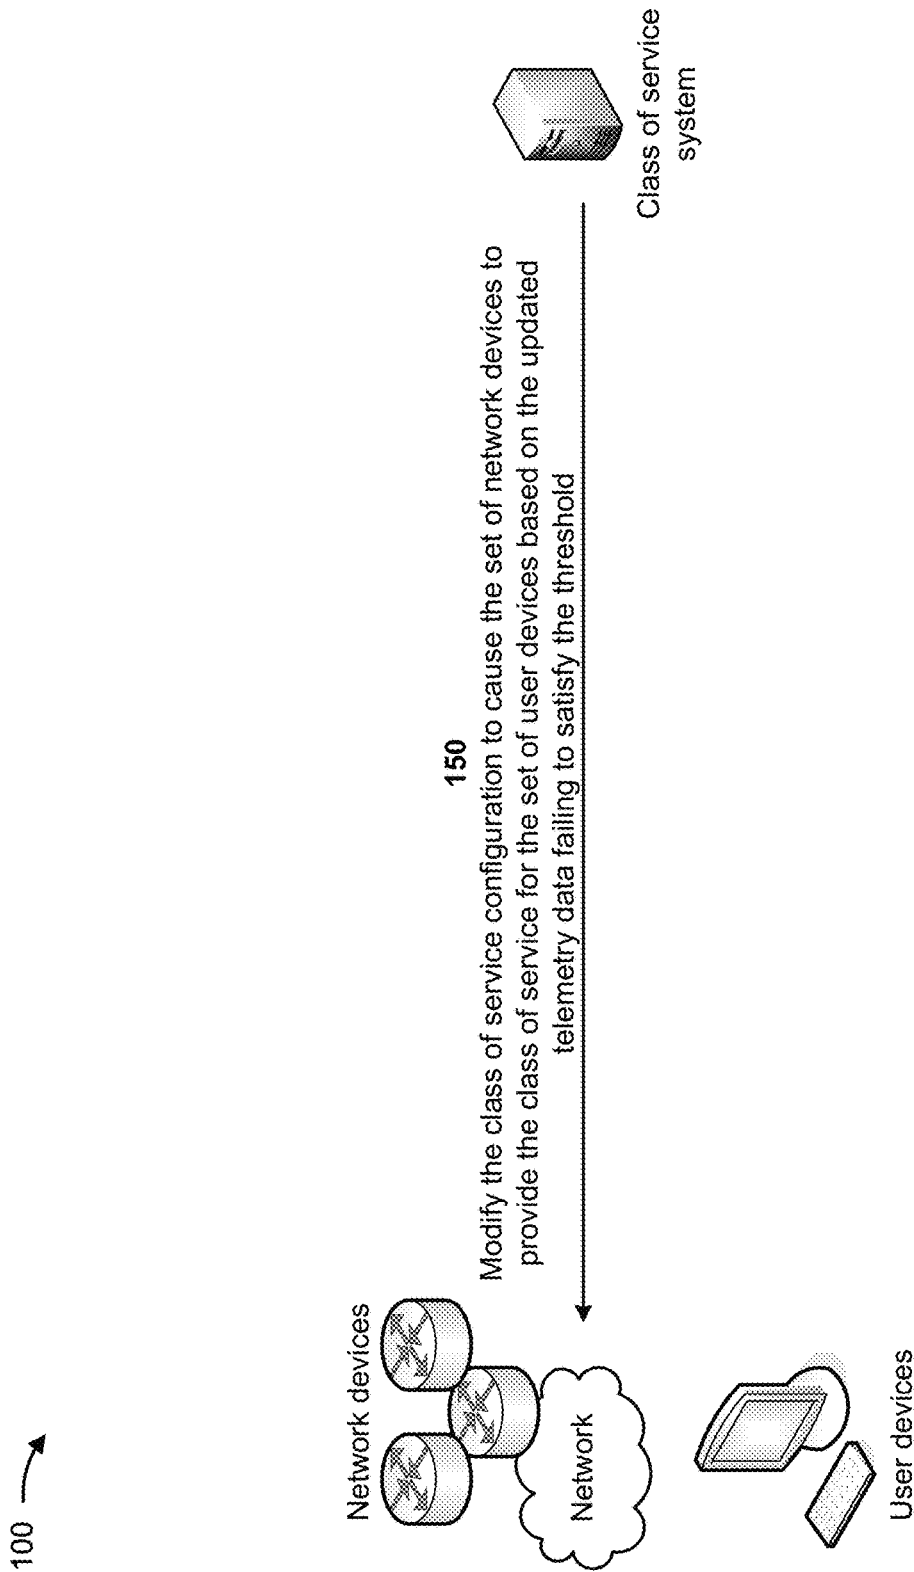 100
Network devices
Network
User devices
150
Modify the class of service configuration to cause the set of network devices to
provide the class of service for the set of user devices based on the updated
telemetry data failing to satisfy the threshold
Class of service
system